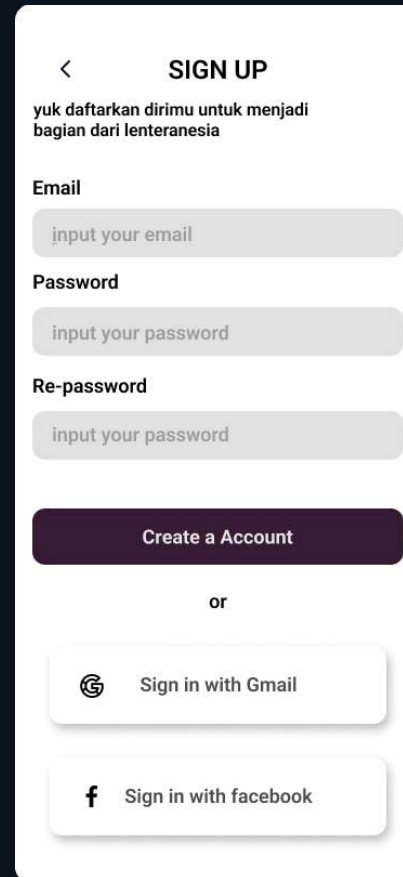 SIGN UP
yuk daftarkan dirimu untuk menjadi
bagian dari lenteranesia
Email
input your email
Password
input your password
Re-password
input your password
Create a Account
or
Sign in with Gmail
Sign in with facebook